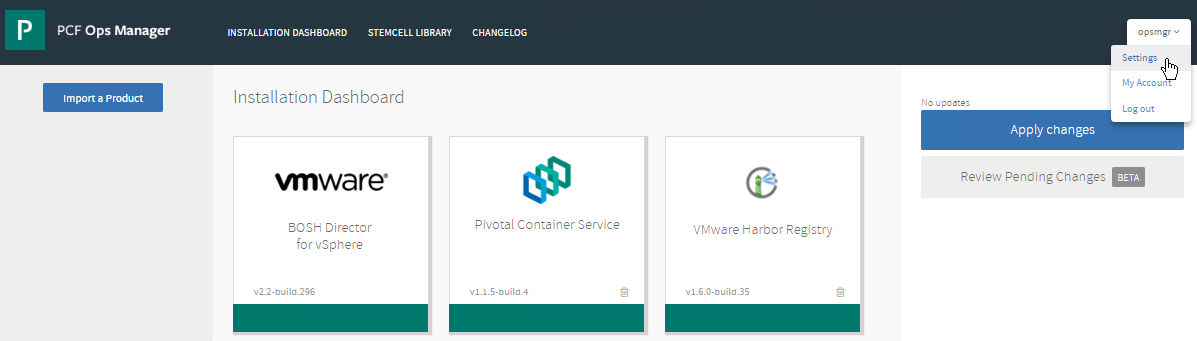 P PCF Ops Manager
INSTALLATION DASHBOARD STEMCELL LIBRARY CHANGELOG
opsmgr
Settings
My Account
Log out
Import a Product
Installation Dashboard
No updates
Apply changes
Review Pending Changes BETA
vmware®
BOSH Director
for vSphere
v2.2-build.296
Pivotal Container Service
v1.1.5-build.4
VMware Harbor Registry
v1.6.0-build.35